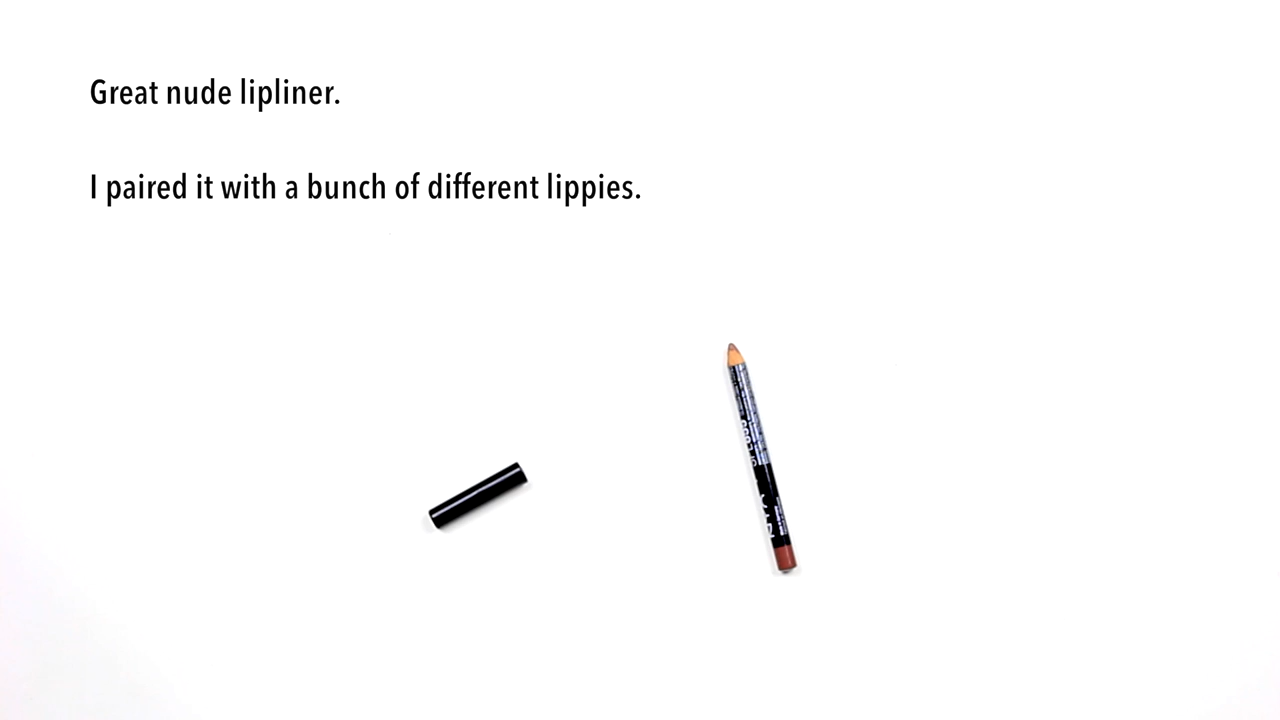 Great nude lipliner.
I paired it with a bunch of different lippies.